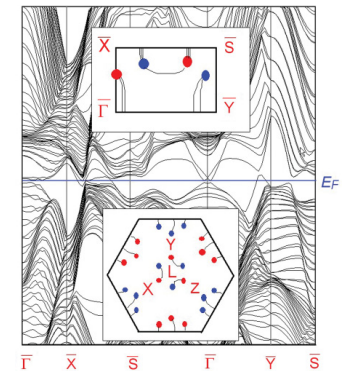 X̅ S̅
Γ̅ Y̅
E_F
Y
L
X Z
Γ̅ X̅ S̅ Γ̅ Y̅ S̅